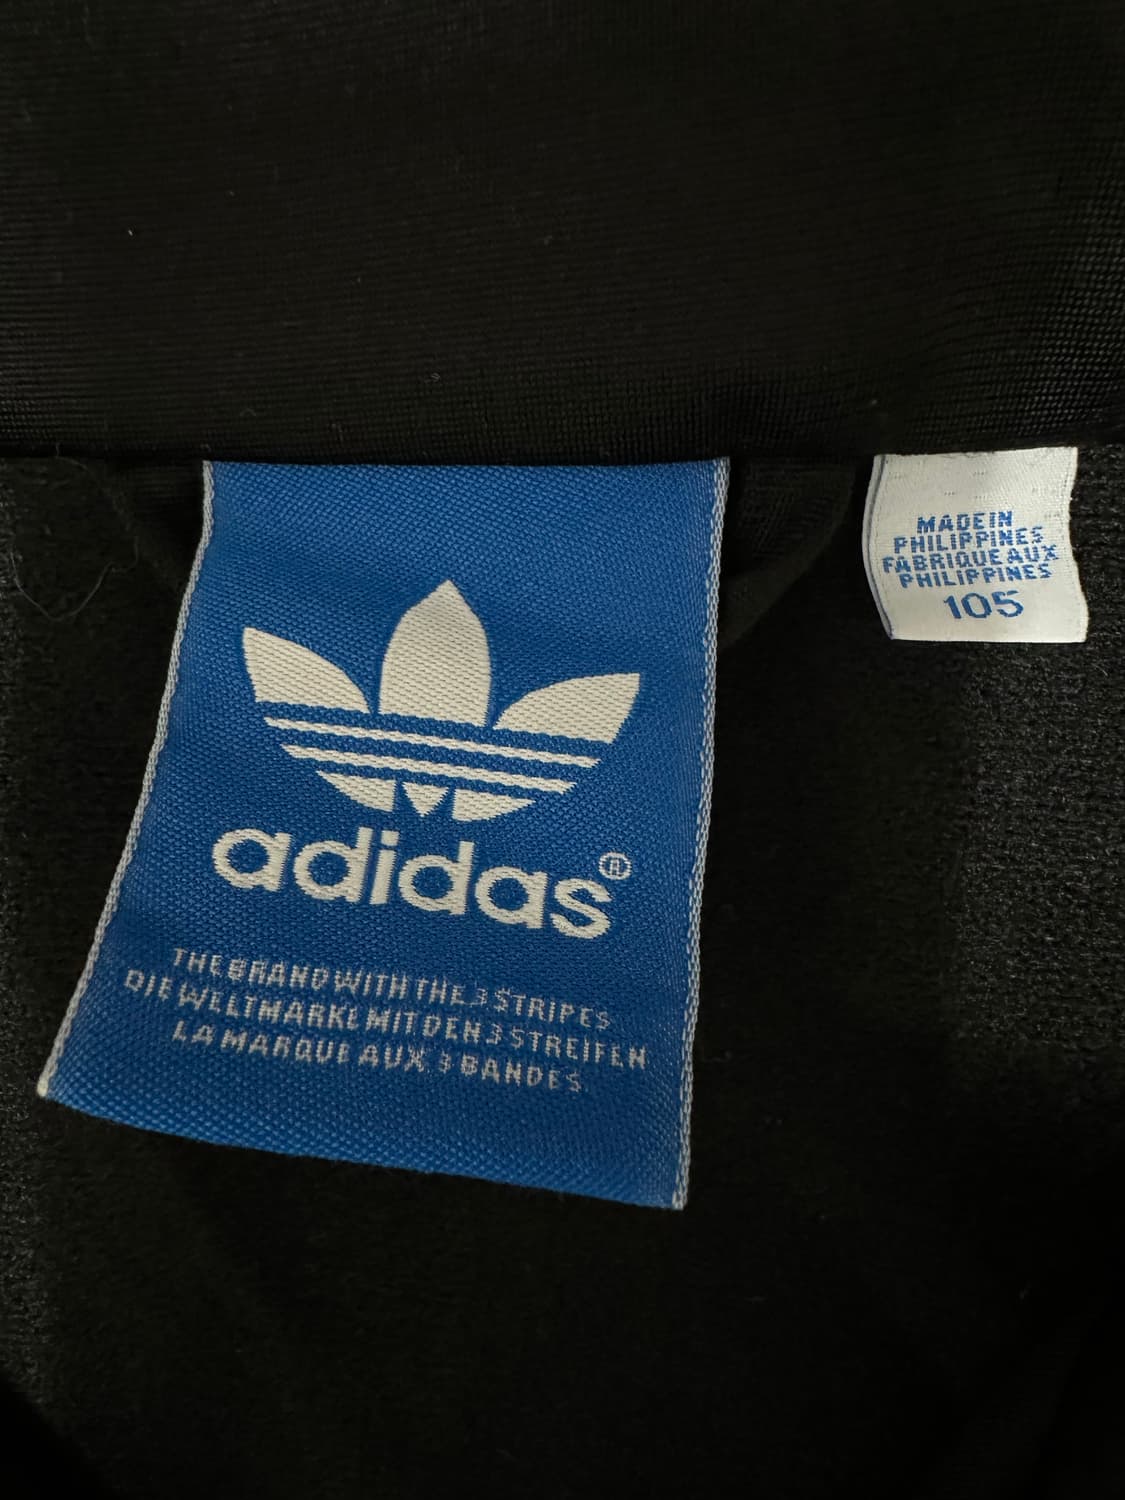 adidas®
THE BRAND WITH THE 3 STRIPES
DIE WELTMARKE MIT DEN 3 STREIFEN
LA MARQUE AUX 3 BANDES
MADE IN
PHILIPPINES
FABRIQUE AUX
PHILIPPINES
105